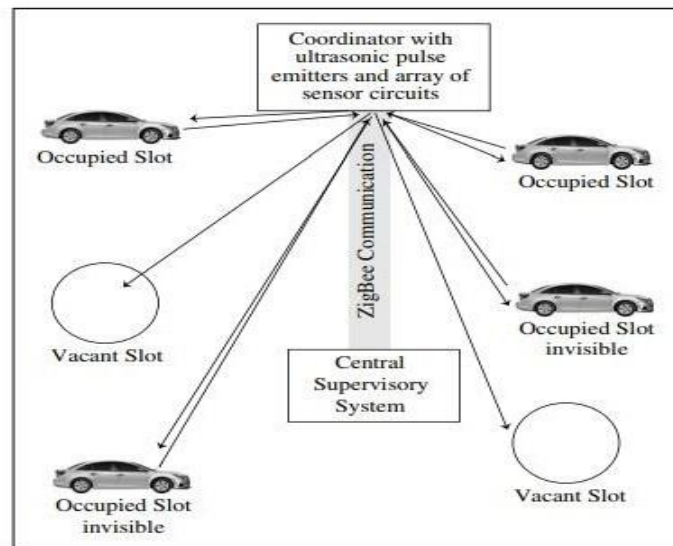 Coordinator with
ultrasonic pulse
emitters and array of
sensor circuits
Occupied Slot
Occupied Slot
ZigBee Communication
Vacant Slot
Occupied Slot
invisible
Central
Supervisory
System
Occupied Slot
invisible
Vacant Slot